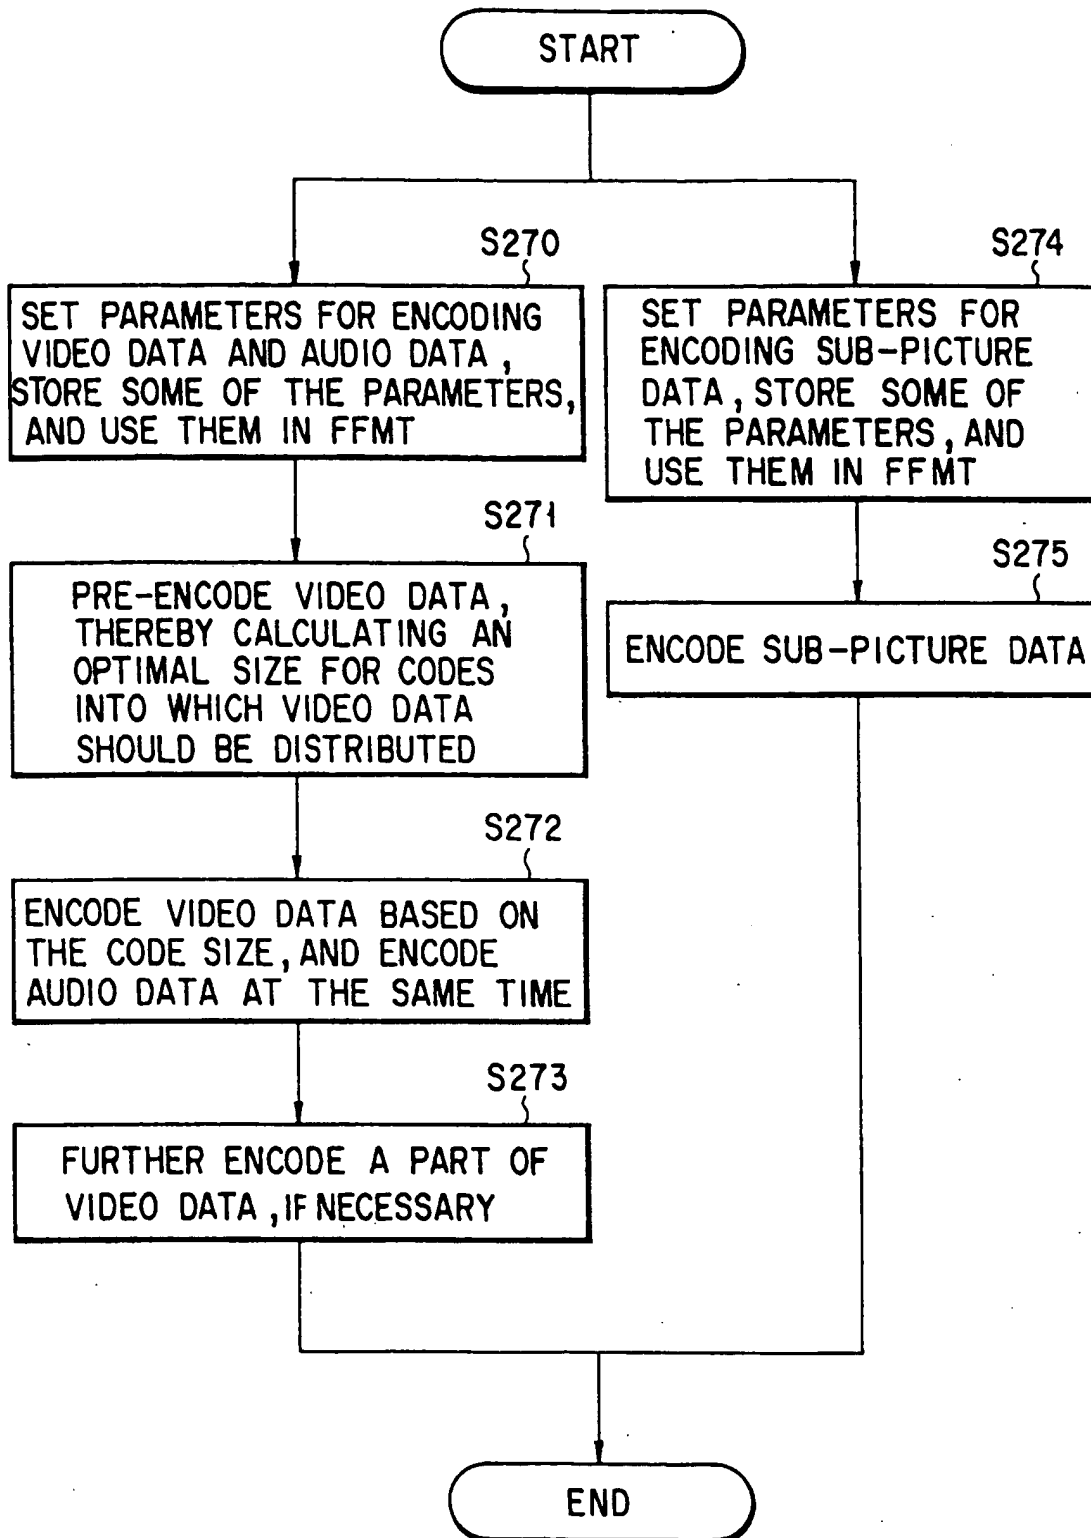 START
S270
SET PARAMETERS FOR ENCODING
VIDEO DATA AND AUDIO DATA,
STORE SOME OF THE PARAMETERS,
AND USE THEM IN FFMT
S271
PRE-ENCODE VIDEO DATA,
THEREBY CALCULATING AN
OPTIMAL SIZE FOR CODES
INTO WHICH VIDEO DATA
SHOULD BE DISTRIBUTED
S272
ENCODE VIDEO DATA BASED ON
THE CODE SIZE, AND ENCODE
AUDIO DATA AT THE SAME TIME
S273
FURTHER ENCODE A PART OF
VIDEO DATA, IF NECESSARY
S274
SET PARAMETERS FOR
ENCODING SUB-PICTURE
DATA, STORE SOME OF
THE PARAMETERS, AND
USE THEM IN FFMT
S275
ENCODE SUB-PICTURE DATA
END